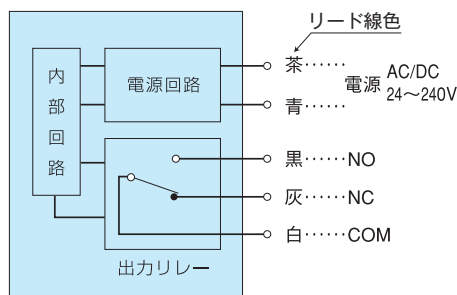 リード線色
茶……
青……
電源 AC/DC 24～240V
内部回路
電源回路
黒……NO
灰……NC
白……COM
出力リレー